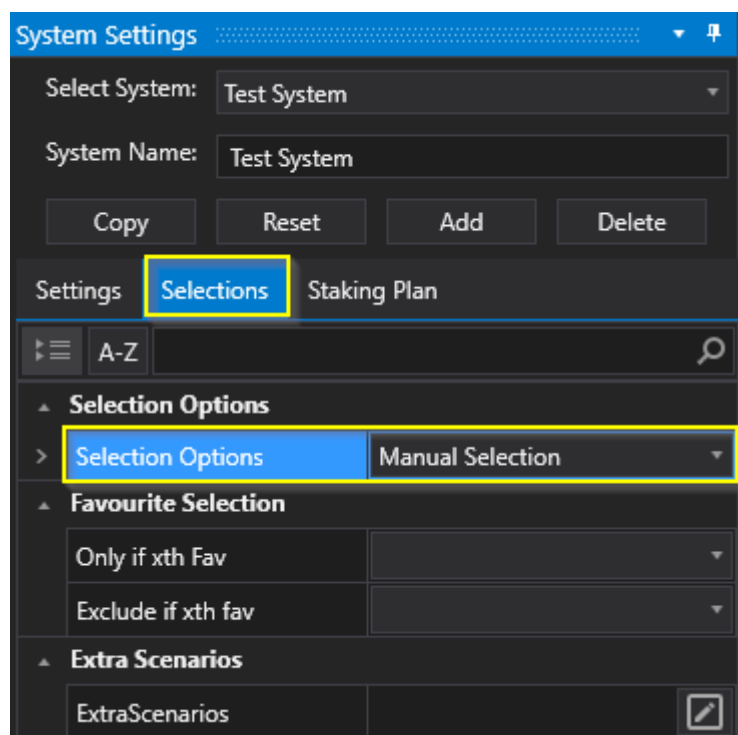 System Settings
Select System: Test System
System Name: Test System
Copy Reset Add Delete
Settings Selections Staking Plan
A-Z
Selection Options
Selection Options Manual Selection
Favourite Selection
Only if xth Fav
Exclude if xth fav
Extra Scenarios
ExtraScenarios